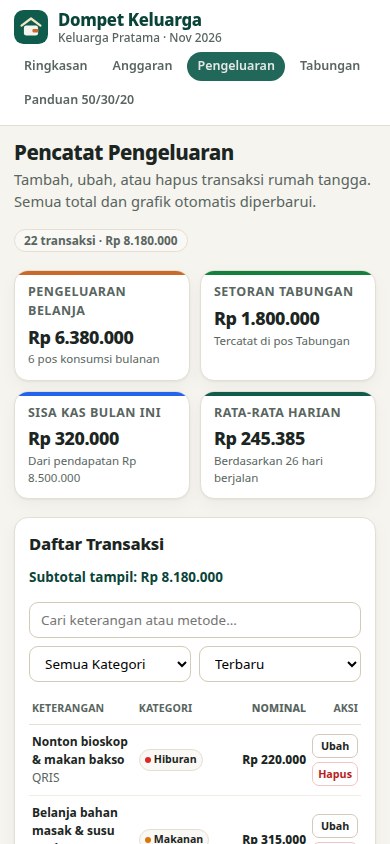 Dompet Keluarga
Keluarga Pratama · Nov 2026
Ringkasan Anggaran Pengeluaran Tabungan
Panduan 50/30/20
Pencatat Pengeluaran
Tambah, ubah, atau hapus transaksi rumah tangga.
Semua total dan grafik otomatis diperbarui.
22 transaksi · Rp 8.180.000
PENGELUARAN
BELANJA
Rp 6.380.000
6 pos konsumsi bulanan
SETORAN TABUNGAN
Rp 1.800.000
Tercatat di pos Tabungan
SISA KAS BULAN INI
Rp 320.000
Dari pendapatan Rp
8.500.000
RATA-RATA HARIAN
Rp 245.385
Berdasarkan 26 hari
berjalan
Daftar Transaksi
Subtotal tampil: Rp 8.180.000
Cari keterangan atau metode...
Semua Kategori Terbaru
KETERANGAN KATEGORI NOMINAL AKSI
Nonton bioskop
& makan bakso
QRIS
Hiburan
Rp 220.000
Ubah
Hapus
Belanja bahan
masak & susu
Makanan
Rp 315.000
Ubah